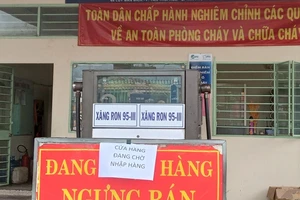 TOÀN DÂN CHẤP HÀNH NGHIÊM CHỈNH CÁC QU
VỀ AN TOÀN PHÒNG CHÁY VÀ CHỮA CHÁY
XĂNG RON 95-III XĂNG RON 95-III
CỬA HÀNG
ĐANG CHỜ
NHẬP HÀNG
ĐANG HÀNG
NGƯNG BÁN